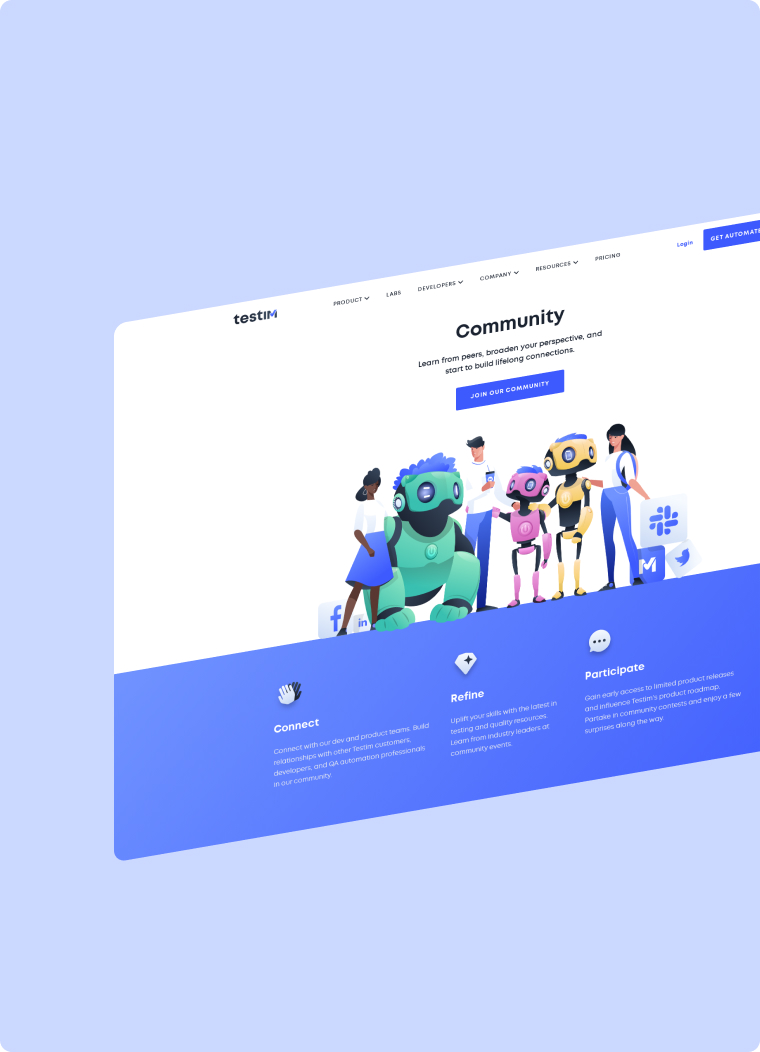 testim
PRODUCT
LABS
DEVELOPERS
COMPANY
RESOURCES
PRICING
Login
GET AUTOMATE
Community
Learn from peers, broaden your perspective, and
start to build lifelong connections.
JOIN OUR COMMUNITY
f
in
M
Connect
Connect with our dev and product teams. Build
relationships with other Testim customers,
developers, and QA automation professionals
in our community.
Refine
Uplift your skills with the latest in
testing and quality resources.
Learn from industry leaders at
community events.
Participate
Gain early access to limited product releases
and influence Testim's product roadmap.
Partake in community contests and enjoy a few
surprises along the way.